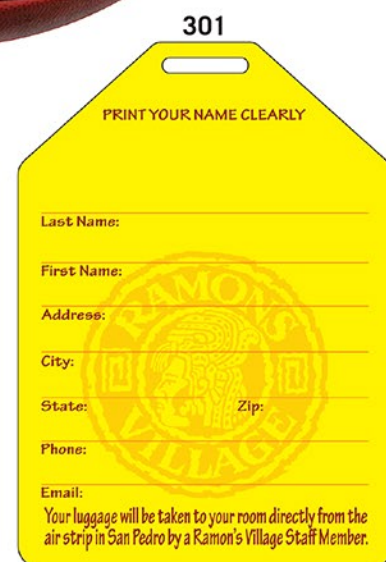 301
PRINT YOUR NAME CLEARLY
Last Name:
First Name:
Address:
City:
State: Zip:
Phone:
Email:
RAMONS
VILLAGE
Your luggage will be taken to your room directly from the
air strip in San Pedro by a Ramon's Village Staff Member.